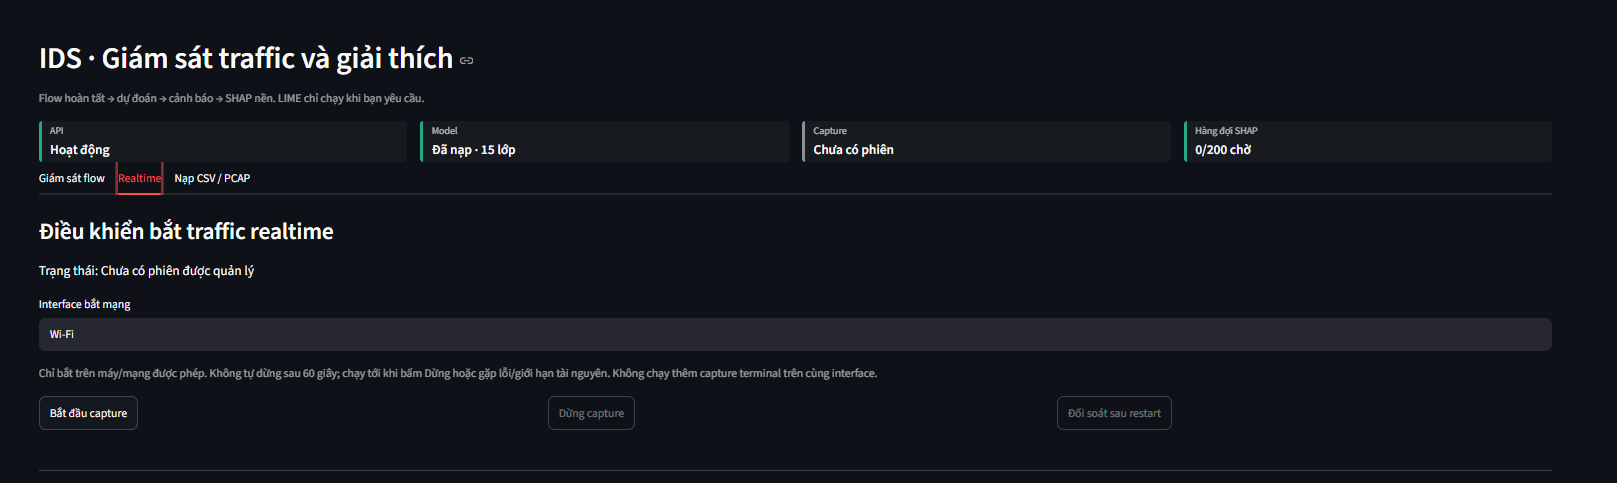 IDS · Giám sát traffic và giải thích
Flow hoàn tất → dự đoán → cảnh báo → SHAP nền. LIME chỉ chạy khi bạn yêu cầu.
API
Hoạt động
Model
Đã nạp · 15 lớp
Capture
Chưa có phiên
Hàng đợi SHAP
0/200 chờ
Giám sát flow
Realtime
Nạp CSV / PCAP
Điều khiển bắt traffic realtime
Trạng thái: Chưa có phiên được quản lý
Interface bắt mạng
Wi-Fi
Chỉ bắt trên máy/mạng được phép. Không tự dừng sau 60 giây; chạy tới khi bấm Dừng hoặc gặp lỗi/giới hạn tài nguyên. Không chạy thêm capture terminal trên cùng interface.
Bắt đầu capture
Dừng capture
Đối soát sau restart